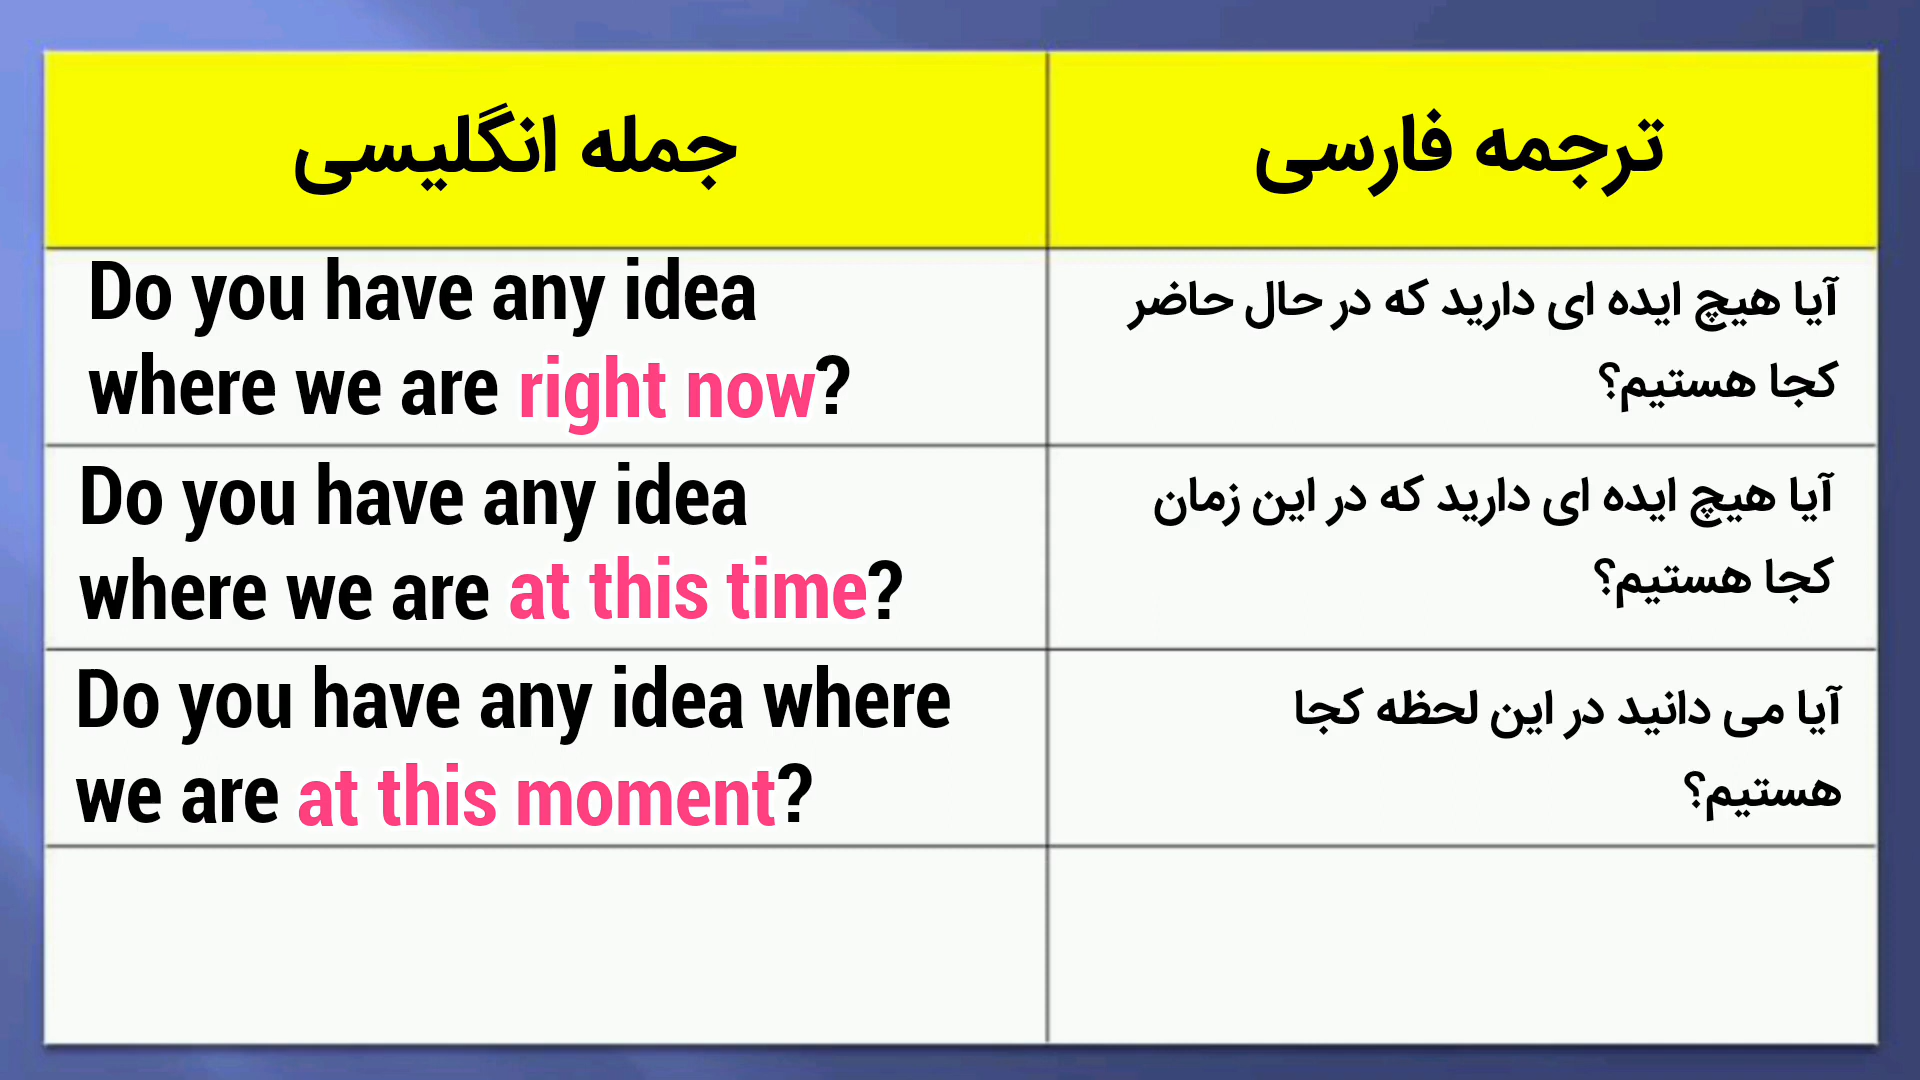 جمله انگلیسی
ترجمه فارسی
Do you have any idea
where we are right now?
آیا هیچ ایده ای دارید که در حال حاضر
کجا هستیم؟
Do you have any idea
where we are at this time?
آیا هیچ ایده ای دارید که در این زمان
کجا هستیم؟
Do you have any idea where
we are at this moment?
آیا می دانید در این لحظه کجا
هستیم؟